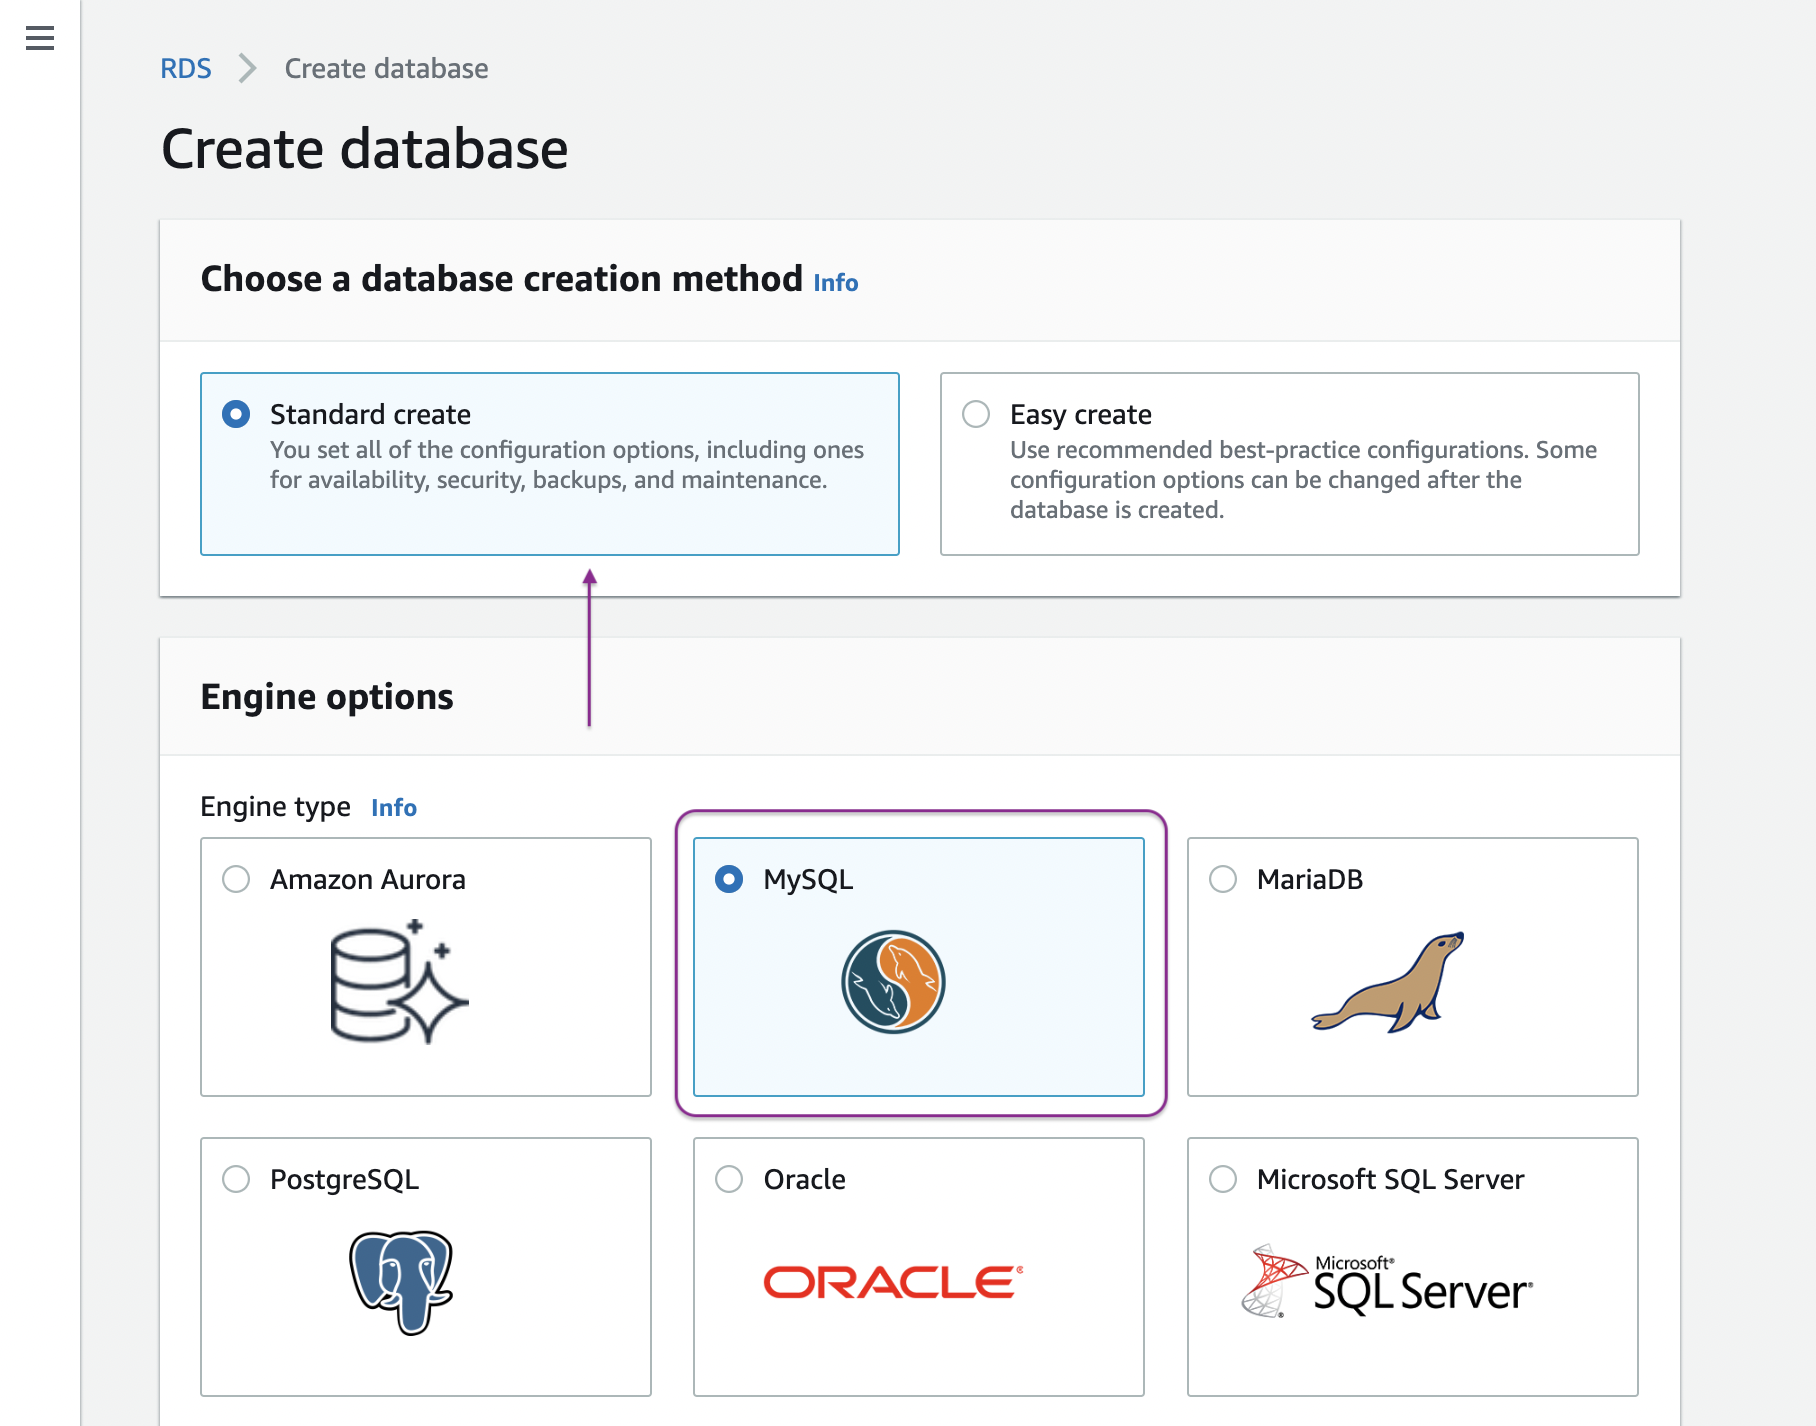 RDS > Create database
Create database
Choose a database creation method Info
Standard create
You set all of the configuration options, including ones
for availability, security, backups, and maintenance.
Easy create
Use recommended best-practice configurations. Some
configuration options can be changed after the
database is created.
Engine options
Engine type Info
Amazon Aurora
MySQL
MariaDB
PostgreSQL
Oracle
ORACLE®
Microsoft SQL Server
Microsoft®
SQL Server®